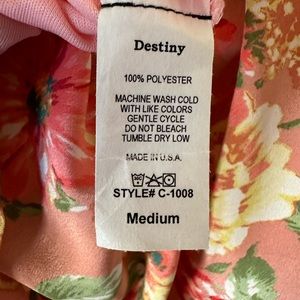 Destiny
100% POLYESTER
MACHINE WASH COLD
WITH LIKE COLORS
GENTLE CYCLE
DO NOT BLEACH
TUMBLE DRY LOW
MADE IN U.S.A.
STYLE# C-1008
Medium